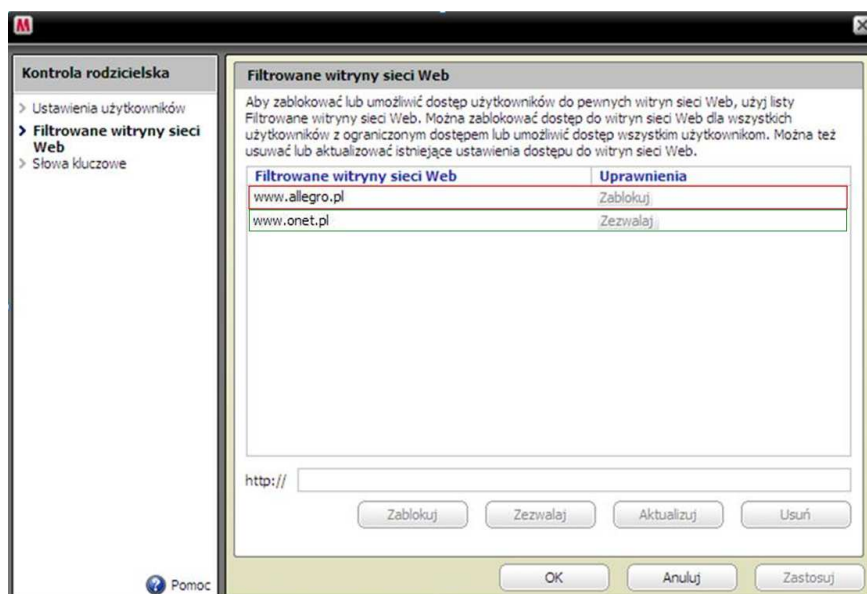 Kontrola rodzicielska
Ustawienia użytkowników
Filtrowane witryny sieci
Web
Słowa kluczowe
Pomoc
Filtrowane witryny sieci Web
Aby zablokować lub umożliwić dostęp użytkowników do pewnych witryn sieci Web, użyj listy
Filtrowane witryny sieci Web. Można zablokować dostęp do witryn sieci Web dla wszystkich
użytkowników z ograniczonym dostępem lub umożliwić dostęp wszystkim użytkownikom. Można też
usuwać lub aktualizować istniejące ustawienia dostępu do witryn sieci Web.
Filtrowane witryny sieci Web Uprawnienia
www.allegro.pl Zablokuj
www.onet.pl Zezwalaj
http://
Zablokuj Zezwalaj Aktualizuj Usuń
OK Anuluj Zastosuj